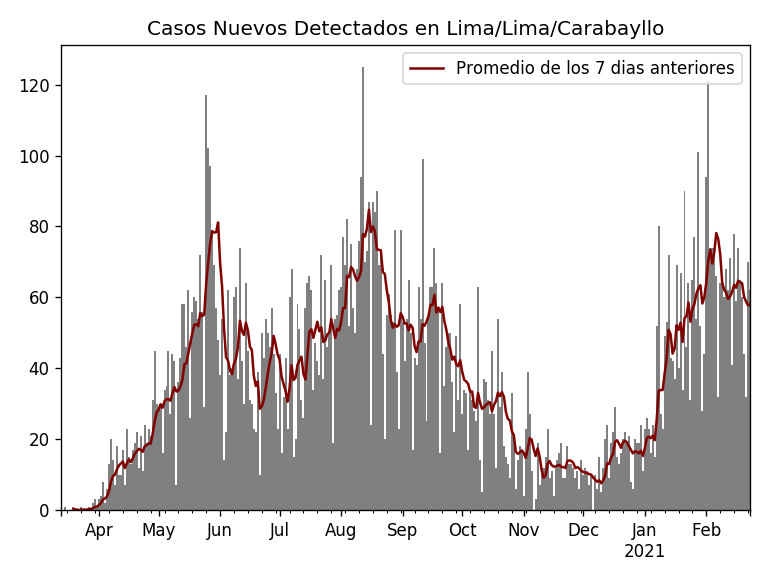 Casos Nuevos Detectados en Lima/Lima/Carabayllo
Promedio de los 7 dias anteriores
120
100
80
60
40
20
0
Apr May Jun Jul Aug Sep Oct Nov Dec Jan Feb
2021